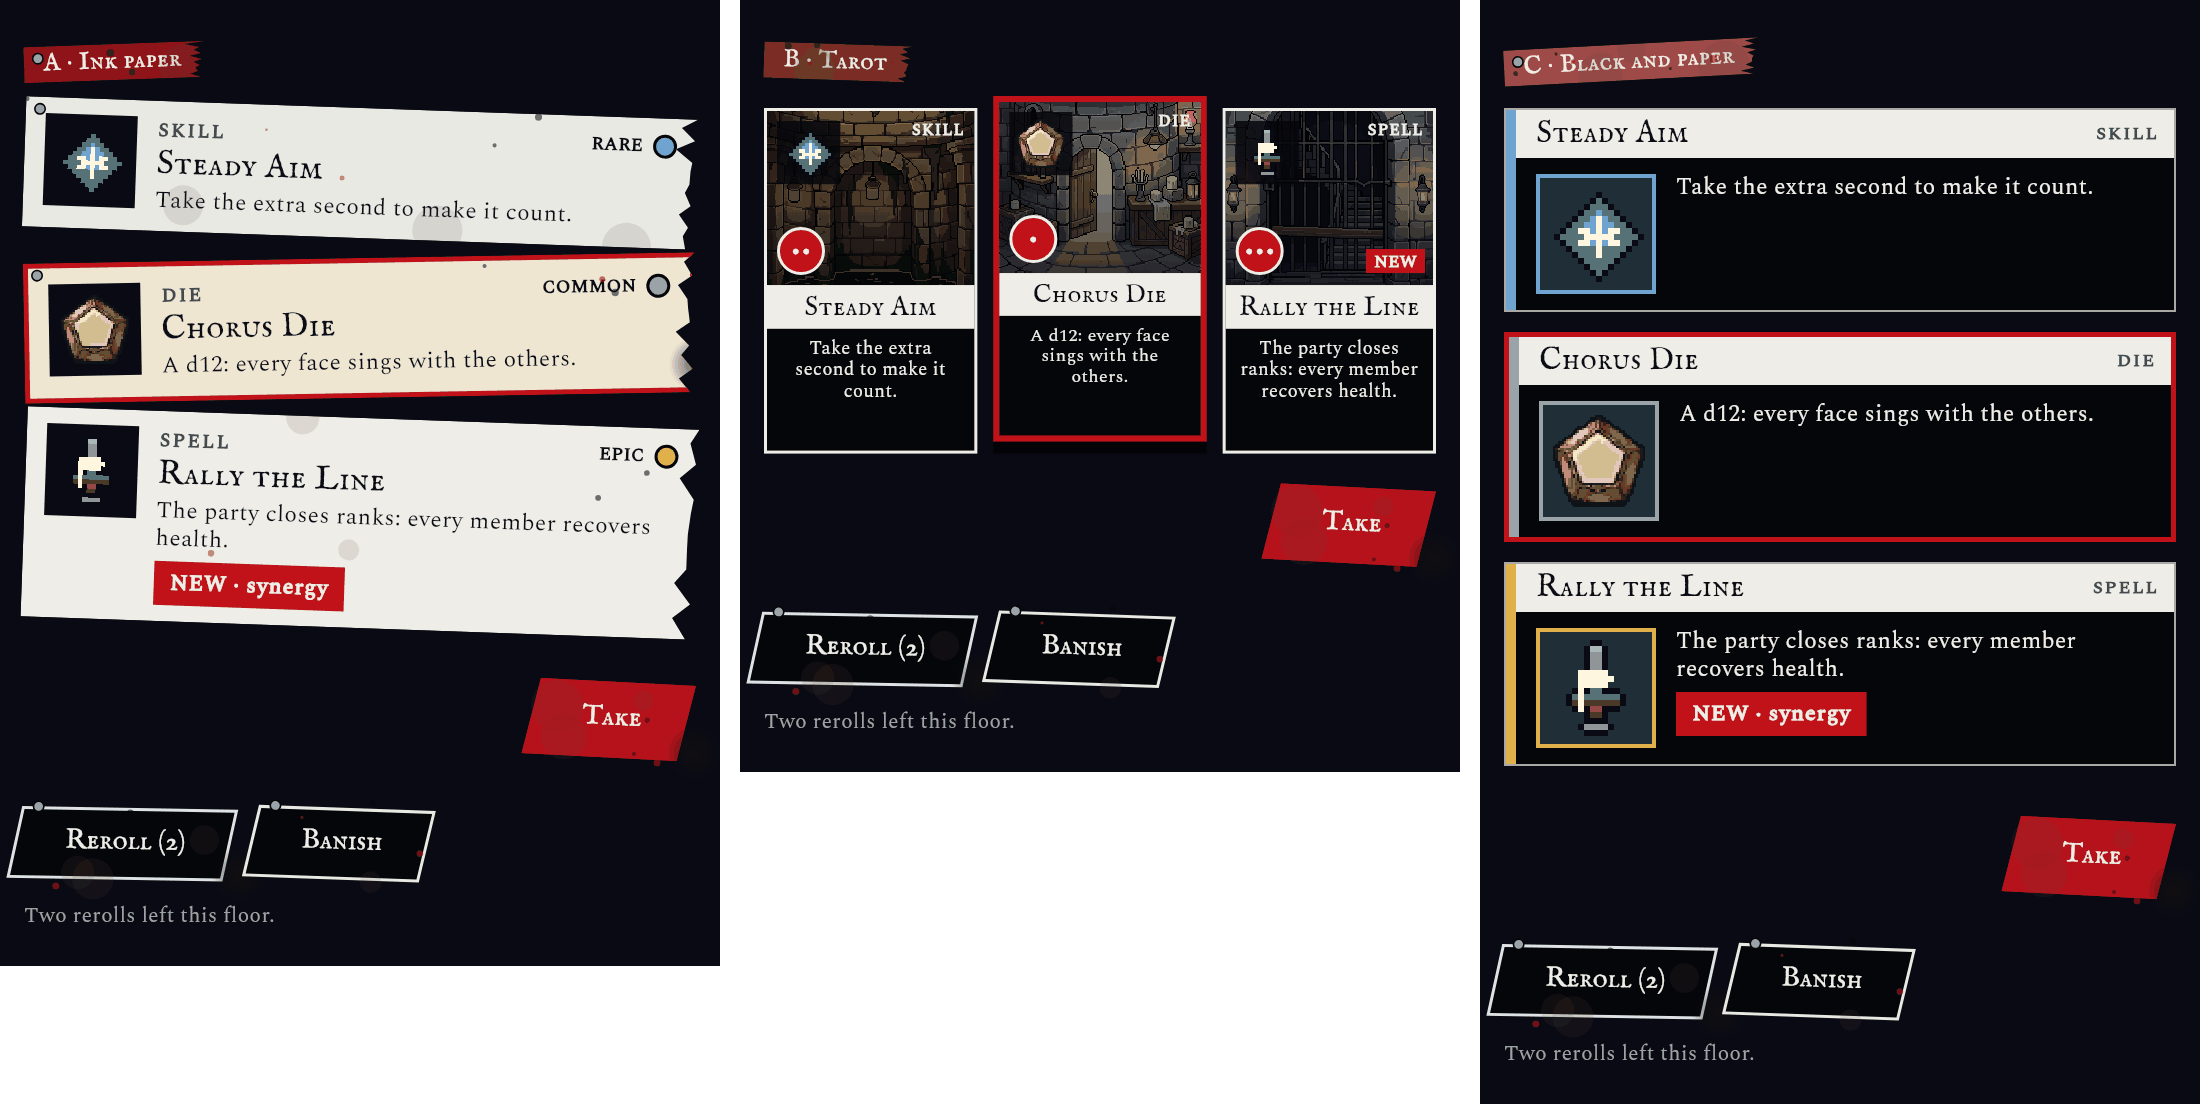 A · Ink paper
SKILL
RARE
Steady Aim
Take the extra second to make it count.
DIE
COMMON
Chorus Die
A d12: every face sings with the others.
SPELL
EPIC
Rally the Line
The party closes ranks: every member recovers
health.
NEW · synergy
Take
Reroll (2)
Banish
Two rerolls left this floor.
B · Tarot
SKILL
Steady Aim
Take the extra
second to make it
count.
DIE
Chorus Die
A d12: every face
sings with the
others.
SPELL
NEW
Rally the Line
The party closes
ranks: every member
recovers health.
Take
Reroll (2)
Banish
Two rerolls left this floor.
C · Black and paper
Steady Aim
SKILL
Take the extra second to make it count.
Chorus Die
DIE
A d12: every face sings with the others.
Rally the Line
SPELL
The party closes ranks: every member
recovers health.
NEW · synergy
Take
Reroll (2)
Banish
Two rerolls left this floor.